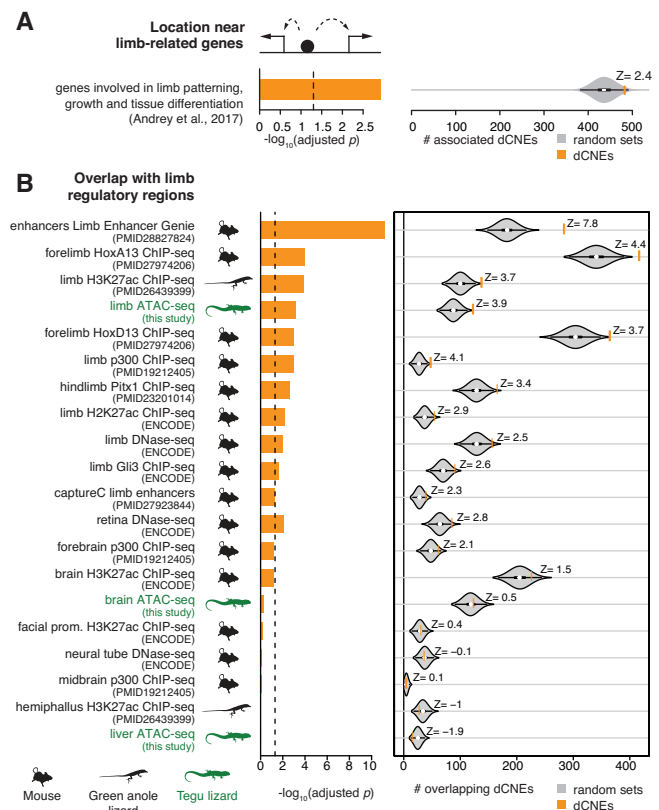 A
Location near
limb-related genes
genes involved in limb patterning,
growth and tissue differentiation
(Andrey et al., 2017)
0 0.5 1 1.5 2 2.5
-log10(adjusted p)
Z= 2.4
0 100 200 300 400 500
# associated dCNEs
random sets
dCNEs
B
Overlap with limb
regulatory regions
enhancers Limb Enhancer Genie
(PMID28827824)
Z= 7.8
forelimb HoxA13 ChIP-seq
(PMID27974206)
Z= 4.4
limb H3K27ac ChIP-seq
(PMID26439399)
Z= 3.7
limb ATAC-seq
(this study)
Z= 3.9
forelimb HoxD13 ChIP-seq
(PMID27974206)
Z= 3.7
limb p300 ChIP-seq
(PMID19212405)
Z= 4.1
hindlimb Pitx1 ChIP-seq
(PMID23201014)
Z= 3.4
limb H2K27ac ChIP-seq
(ENCODE)
Z= 2.9
limb DNase-seq
(ENCODE)
Z= 2.5
limb Gli3 ChIP-seq
(ENCODE)
Z= 2.6
captureC limb enhancers
(PMID27923844)
Z= 2.3
retina DNase-seq
(ENCODE)
Z= 2.8
forebrain p300 ChIP-seq
(PMID19212405)
Z= 2.1
brain H3K27ac ChIP-seq
(ENCODE)
Z= 1.5
brain ATAC-seq
(this study)
Z= 0.5
facial prom. H3K27ac ChIP-seq
(ENCODE)
Z= 0.4
neural tube DNase-seq
(ENCODE)
Z= −0.1
midbrain p300 ChIP-seq
(PMID19212405)
Z= 0.1
hemiphallus H3K27ac ChIP-seq
(PMID26439399)
Z= −1
liver ATAC-seq
(this study)
Z= −1.9
0 2 4 6 8 10
-log10(adjusted p)
0 100 200 300 400
# overlapping dCNEs
random sets
dCNEs
Mouse
Green anole
lizard
Tegu lizard